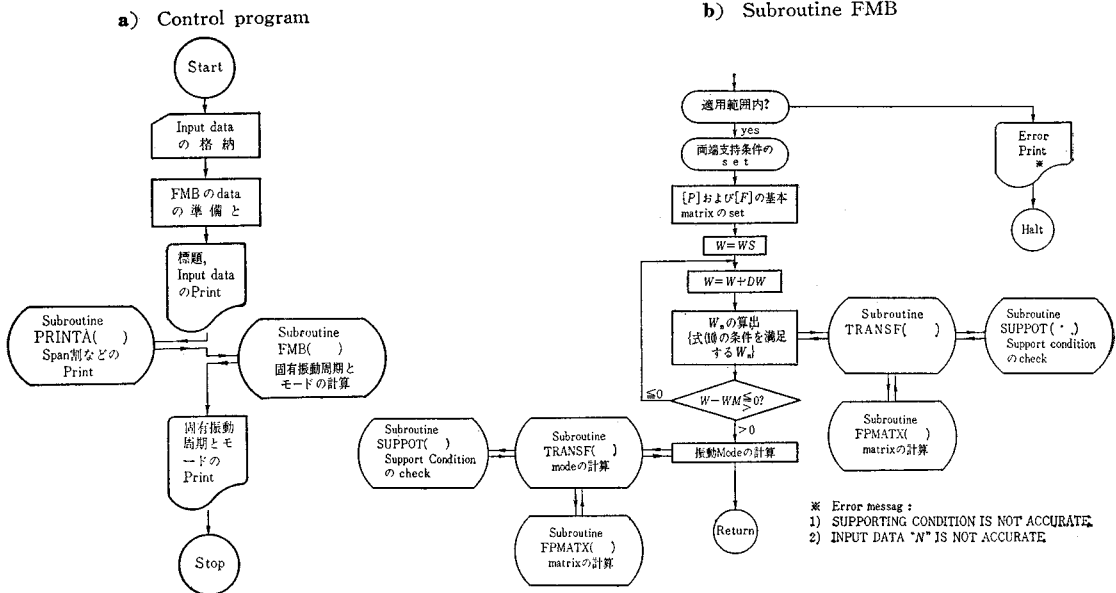 a) Control program
Start
Input data
の格納
FMBのdata
の準備と
標題,
Input data
のPrint
Subroutine
PRINTA( )
Span割などの
Print
Subroutine
FMB( )
固有振動周期と
モードの計算
固有振動
周期とモ
ードの
Print
Stop
b) Subroutine FMB
適用範囲内?
yes
両端支持条件の
set
[P]および[F]の基本
matrixのset
W=WS
W=W+DW
Wnの算出
{式(10)の条件を満足
するWn}
W-WM≦>0?
≦0
>0
振動Modeの計算
Return
Error
Print
※
Halt
Subroutine
TRANSF( )
Subroutine
SUPPOT( )
Support condition
のcheck
Subroutine
FPMATX( )
matrixの計算
Subroutine
SUPPOT( )
Support Condition
のcheck
Subroutine
TRANSF( )
modeの計算
Subroutine
FPMATX( )
matrixの計算
※ Error messag :
1) SUPPORTING CONDITION IS NOT ACCURATE
2) INPUT DATA "N" IS NOT ACCURATE